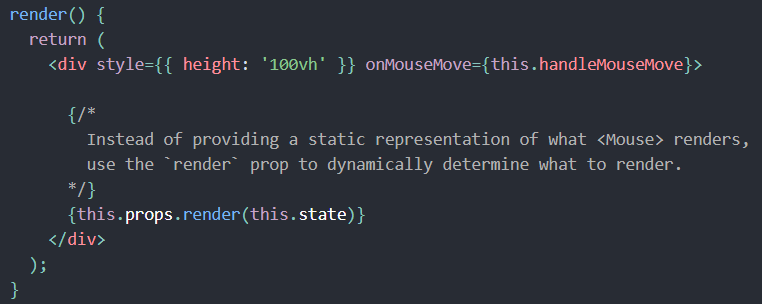 render() {
return (
<div style={{ height: '100vh' }} onMouseMove={this.handleMouseMove}>
{/*
Instead of providing a static representation of what <Mouse> renders,
use the `render` prop to dynamically determine what to render.
*/}
{this.props.render(this.state)}
</div>
);
}